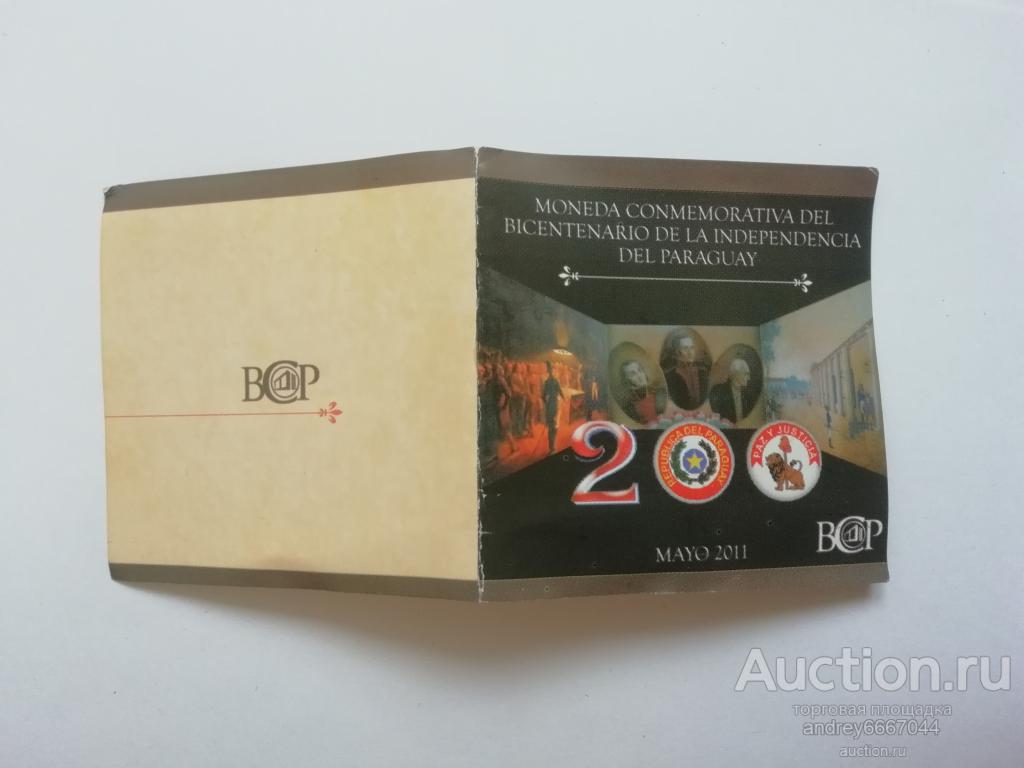 MONEDA CONMEMORATIVA DEL
BICENTENARIO DE LA INDEPENDENCIA
DEL PARAGUAY
BCP
200
REPUBLICA DEL PARAGUAY
PAZ Y JUSTICIA
BCP
MAYO 2011
Auction.ru
торговая площадка
andrey6667044
auction.ru